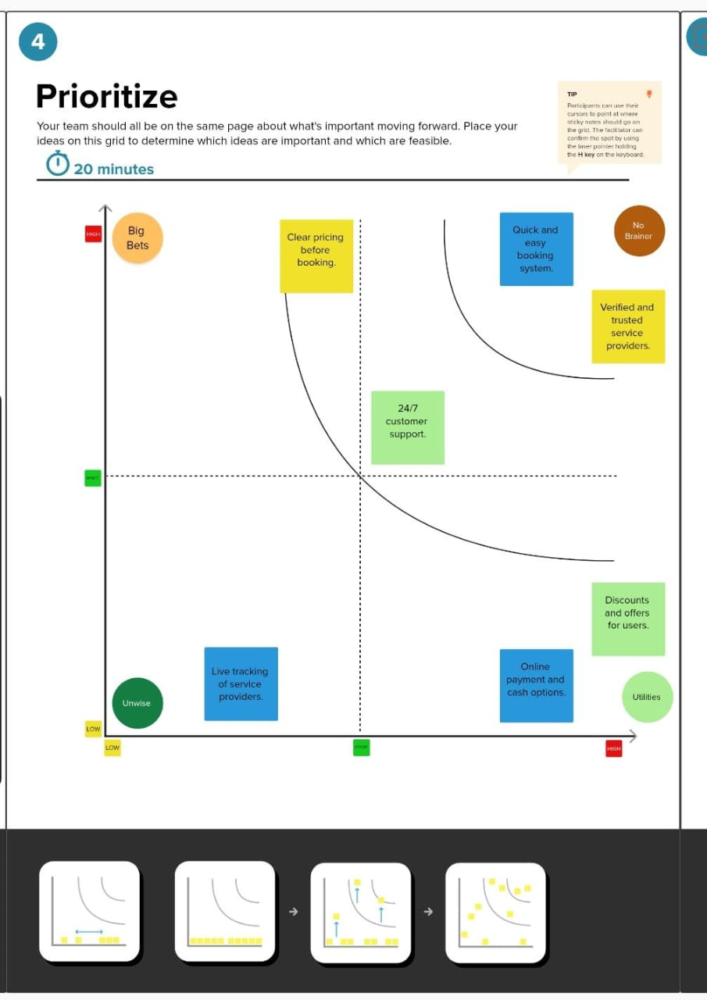 4
Prioritize
Your team should all be on the same page about what's important moving forward. Place your
ideas on this grid to determine which ideas are important and which are feasible.
20 minutes
TIP
Participants can use their
cursors to point at where
sticky notes should go on
the grid. The facilitator can
confirm the spot by using
the laser pointer holding
the H key on the keyboard.
HIGH
Big
Bets
Clear pricing
before
booking.
Quick and
easy
booking
system.
No
Brainer
Verified and
trusted
service
providers.
24/7
customer
support.
Discounts
and offers
for users.
Live tracking
of service
providers.
Online
payment and
cash options.
Unwise
Utilities
LOW
LOW
HIGH